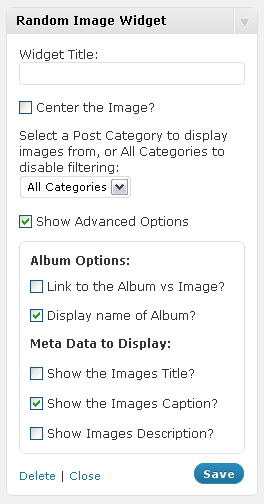 Random Image Widget
Widget Title:
Center the Image?
Select a Post Category to display
images from, or All Categories to
disable filtering:
All Categories
Show Advanced Options
Album Options:
Link to the Album vs Image?
Display name of Album?
Meta Data to Display:
Show the Images Title?
Show the Images Caption?
Show Images Description?
Delete | Close
Save